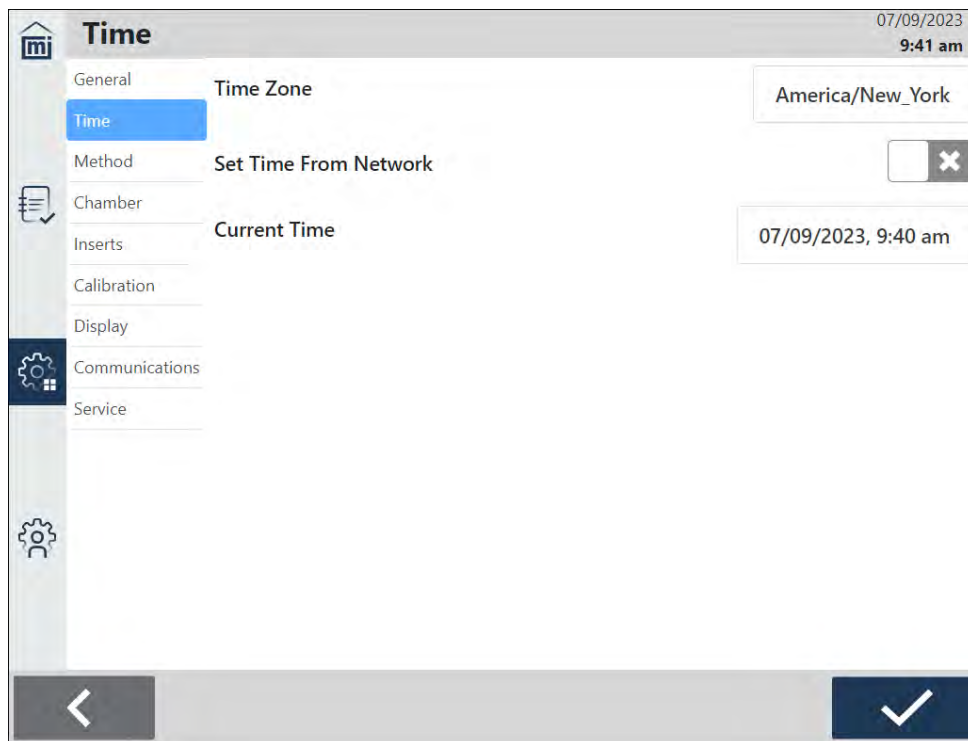 mi
Time
07/09/2023
9:41 am
General
Time
Method
Chamber
Inserts
Calibration
Display
Communications
Service
Time Zone
America/New_York
Set Time From Network
Current Time
07/09/2023, 9:40 am